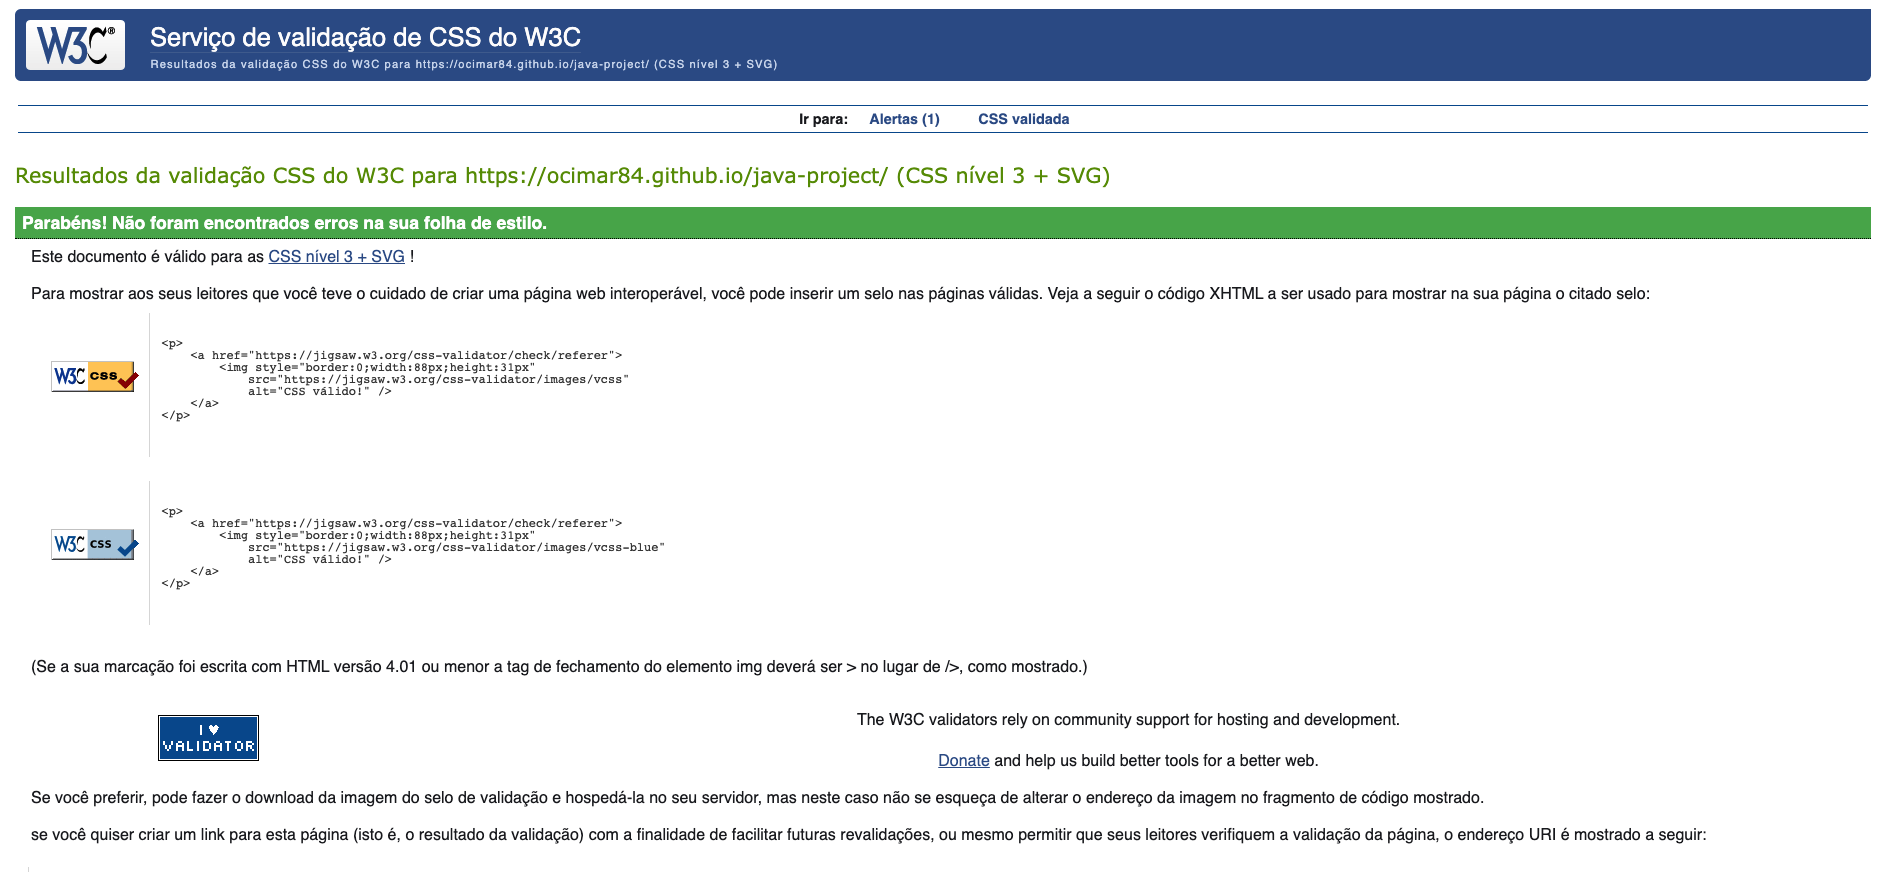 W3C®
Serviço de validação de CSS do W3C
Resultados da validação CSS do W3C para https://ocimar84.github.io/java-project/ (CSS nível 3 + SVG)
Ir para: Alertas (1) CSS validada
Resultados da validação CSS do W3C para https://ocimar84.github.io/java-project/ (CSS nível 3 + SVG)
Parabéns! Não foram encontrados erros na sua folha de estilo.
Este documento é válido para as CSS nível 3 + SVG !
Para mostrar aos seus leitores que você teve o cuidado de criar uma página web interoperável, você pode inserir um selo nas páginas válidas. Veja a seguir o código XHTML a ser usado para mostrar na sua página o citado selo:
W3C css
<p>
<a href="https://jigsaw.w3.org/css-validator/check/referer">
<img style="border:0;width:88px;height:31px"
src="https://jigsaw.w3.org/css-validator/images/vcss"
alt="CSS válido!" />
</a>
</p>
W3C css
<p>
<a href="https://jigsaw.w3.org/css-validator/check/referer">
<img style="border:0;width:88px;height:31px"
src="https://jigsaw.w3.org/css-validator/images/vcss-blue"
alt="CSS válido!" />
</a>
</p>
(Se a sua marcação foi escrita com HTML versão 4.01 ou menor a tag de fechamento do elemento img deverá ser > no lugar de />, como mostrado.)
I ♥
VALIDATOR
The W3C validators rely on community support for hosting and development.
Donate and help us build better tools for a better web.
Se você preferir, pode fazer o download da imagem do selo de validação e hospedá-la no seu servidor, mas neste caso não se esqueça de alterar o endereço da imagem no fragmento de código mostrado.
se você quiser criar um link para esta página (isto é, o resultado da validação) com a finalidade de facilitar futuras revalidações, ou mesmo permitir que seus leitores verifiquem a validação da página, o endereço URI é mostrado a seguir: